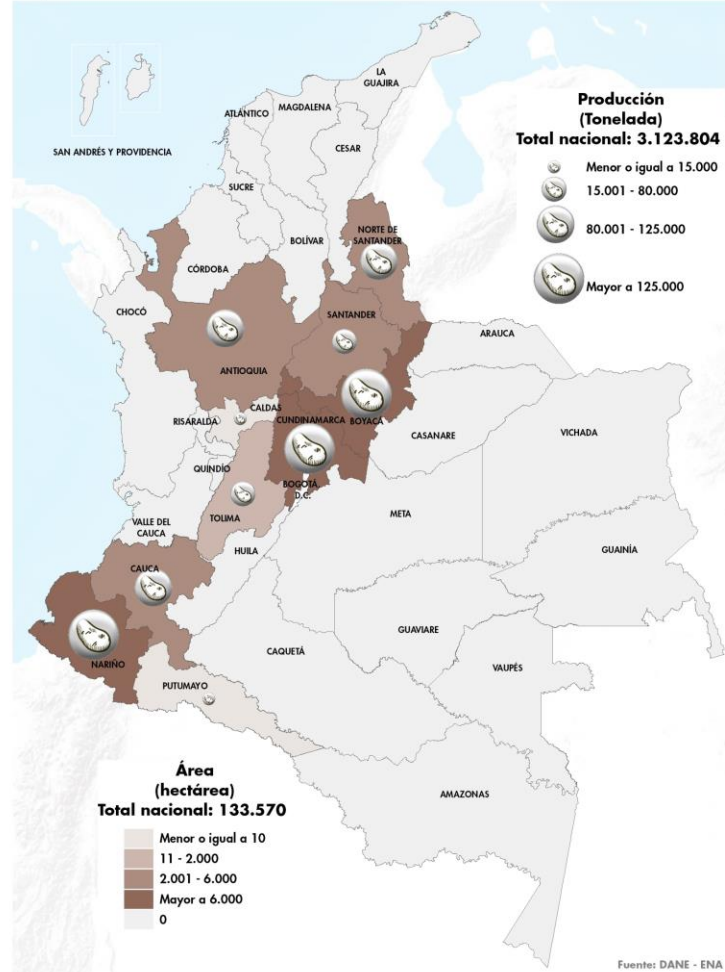 LA
GUAJIRA
MAGDALENA
ATLÁNTICO
CESAR
SAN ANDRÉS Y PROVIDENCIA
SUCRE
BOLÍVAR
NORTE DE
SANTANDER
CÓRDOBA
CHOCÓ
SANTANDER
ARAUCA
ANTIOQUIA
CALDAS
RISARALDA
CUNDINAMARCA
BOYACÁ
CASANARE
VICHADA
QUINDÍO
BOGOTÁ
D.C.
TOLIMA
META
VALLE DEL
CAUCA
HUILA
GUAINÍA
CAUCA
GUAVIARE
CAQUETÁ
NARIÑO
VAUPÉS
PUTUMAYO
AMAZONAS
Producción
(Tonelada)
Total nacional: 3.123.804
Menor o igual a 15.000
15.001 - 80.000
80.001 - 125.000
Mayor a 125.000
Área
(hectárea)
Total nacional: 133.570
Menor o igual a 10
11 - 2.000
2.001 - 6.000
Mayor a 6.000
0
Fuente: DANE - ENA